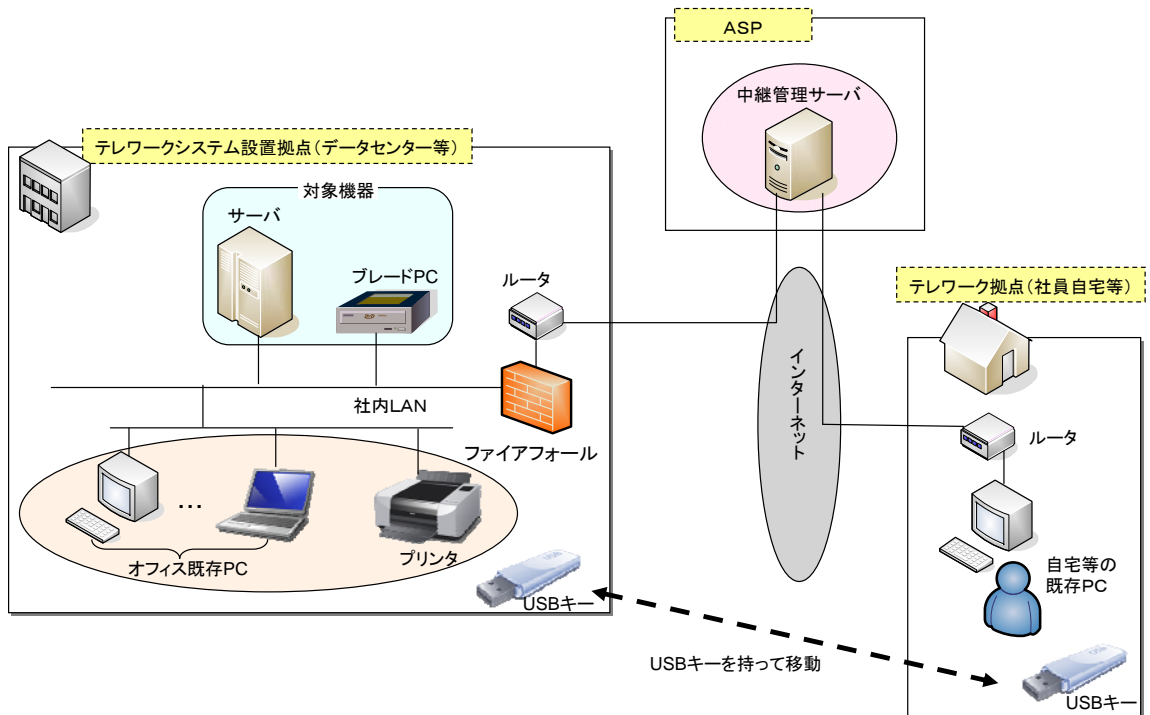 ASP
中継管理サーバ
テレワークシステム設置拠点(データセンター等)
対象機器
サーバ
ブレードPC
ルータ
テレワーク拠点(社員自宅等)
インターネット
社内LAN
ファイアフォール
ルータ
...
プリンタ
オフィス既存PC
自宅等の
既存PC
USBキー
USBキーを持って移動
USBキー